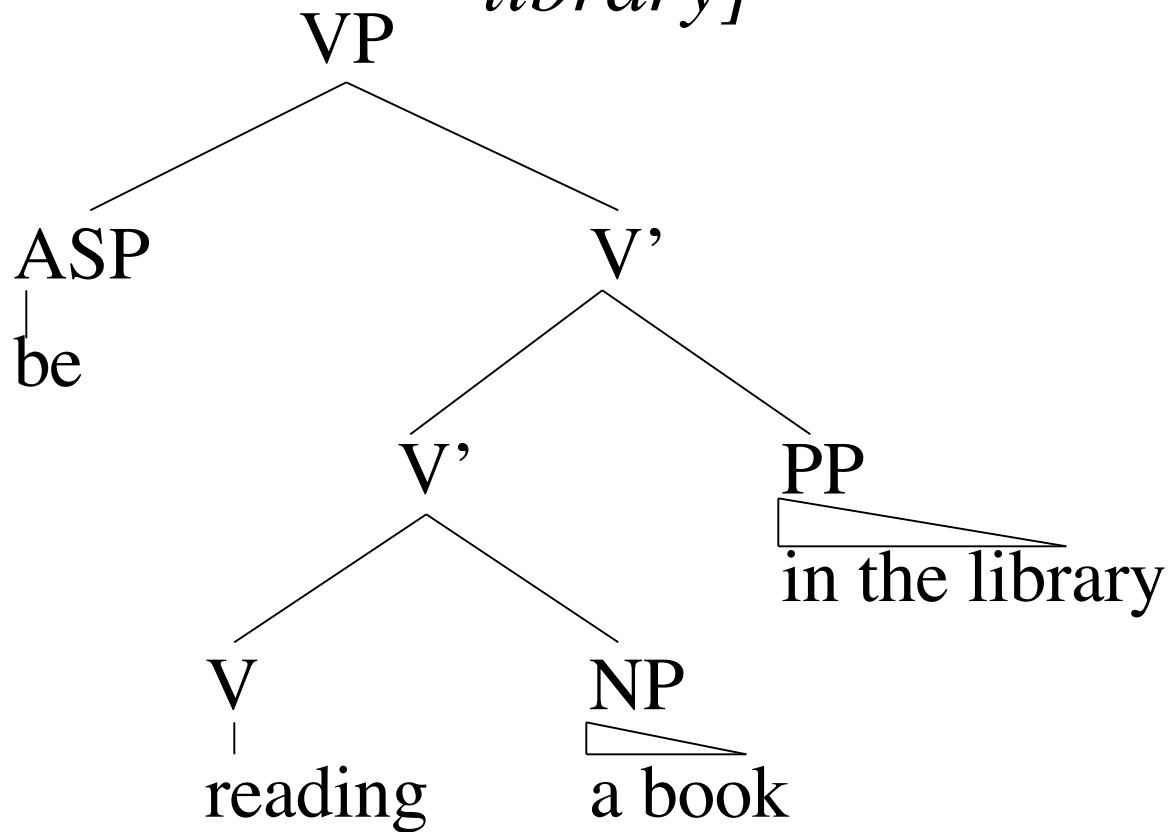 library]
VP
ASP V’
be
V’ PP
in the library
V NP
reading a book